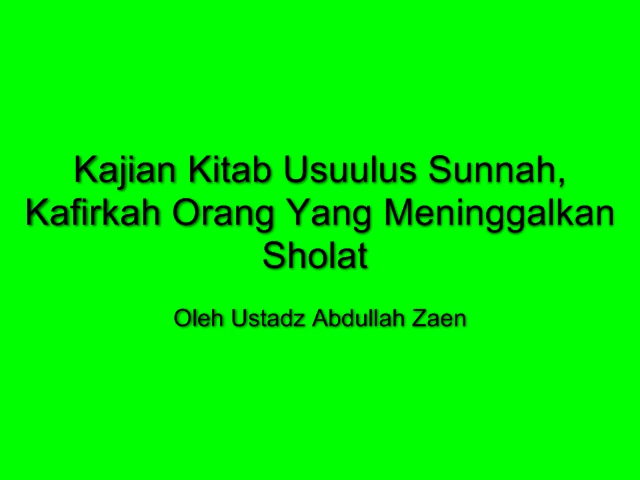 Kajian Kitab Usuulus Sunnah,
Kafirkah Orang Yang Meninggalkan
Sholat
Oleh Ustadz Abdullah Zaen